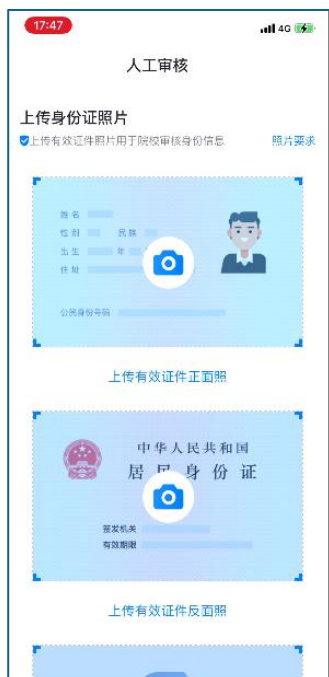 17:47
4G
人工审核
上传身份证照片
上传有效证件照片用于院校审核身份信息
照片要求
姓名
性别 民族
出生 年
住址
公民身份号码
上传有效证件正面照
中华人民共和国
居民身份证
签发机关
有效期限
上传有效证件反面照